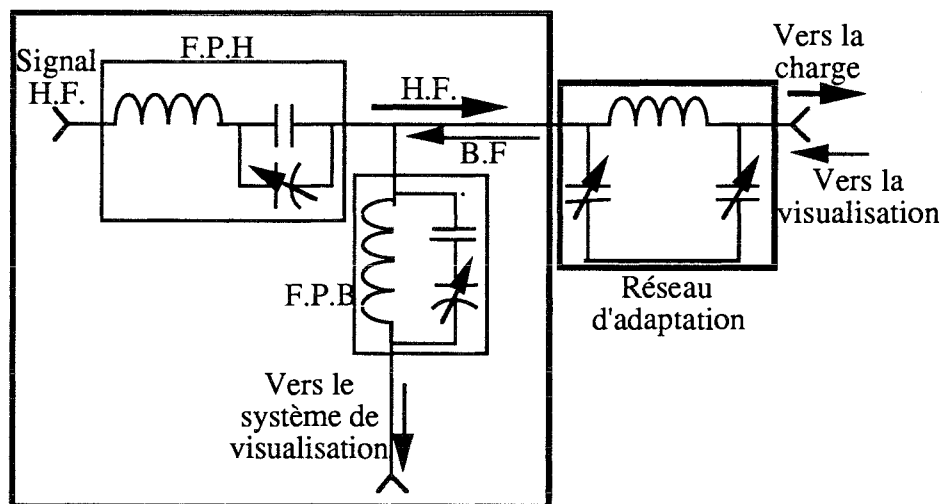 Signal
H.F.
F.P.H
H.F.
B.F
F.P.B
Vers le
système de
visualisation
Vers la
charge
Vers la
visualisation
Réseau
d'adaptation